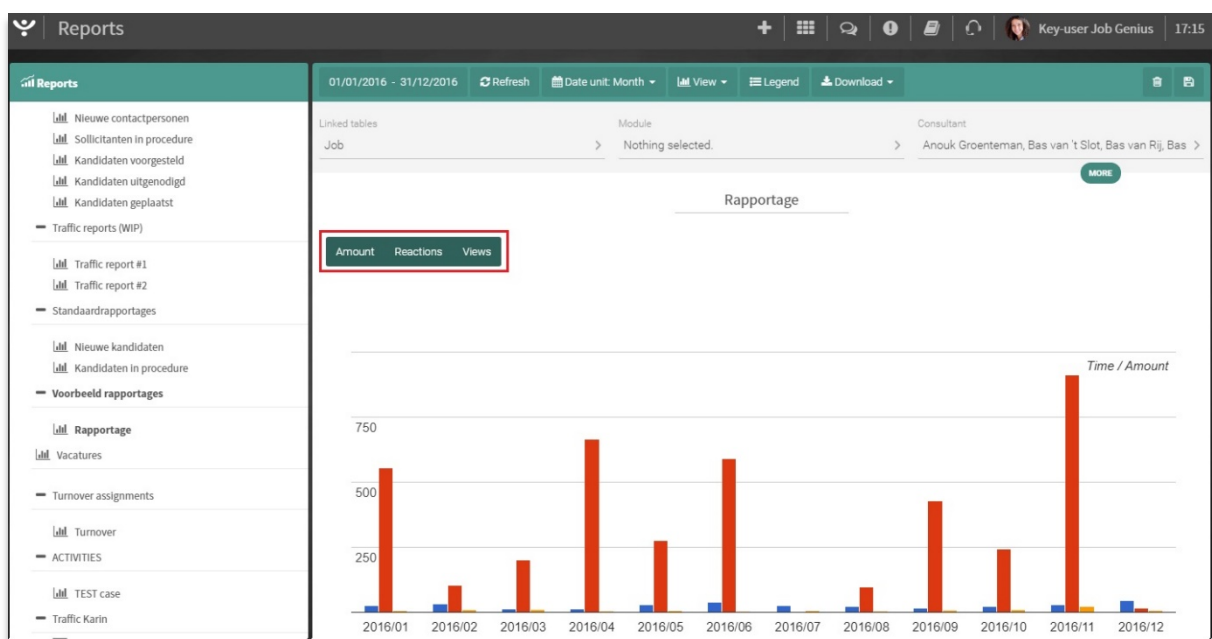 Reports
Key-user Job Genius
17:15
Reports
Nieuwe contactpersonen
Sollicitanten in procedure
Kandidaten voorgesteld
Kandidaten uitgenodigd
Kandidaten geplaatst
Traffic reports (WIP)
Traffic report #1
Traffic report #2
Standaardrapportages
Nieuwe kandidaten
Kandidaten in procedure
Voorbeeld rapportages
Rapportage
Vacatures
Turnover assignments
Turnover
ACTIVITIES
TEST case
Traffic Karin
01/01/2016 - 31/12/2016 Refresh Date unit: Month View Legend Download
Linked tables Module Consultant
Job Nothing selected. Anouk Groenteman, Bas van 't Slot, Bas van Rij, Bas
MORE
Rapportage
Amount Reactions Views
Time / Amount
750
500
250
2016/01 2016/02 2016/03 2016/04 2016/05 2016/06 2016/07 2016/08 2016/09 2016/10 2016/11 2016/12